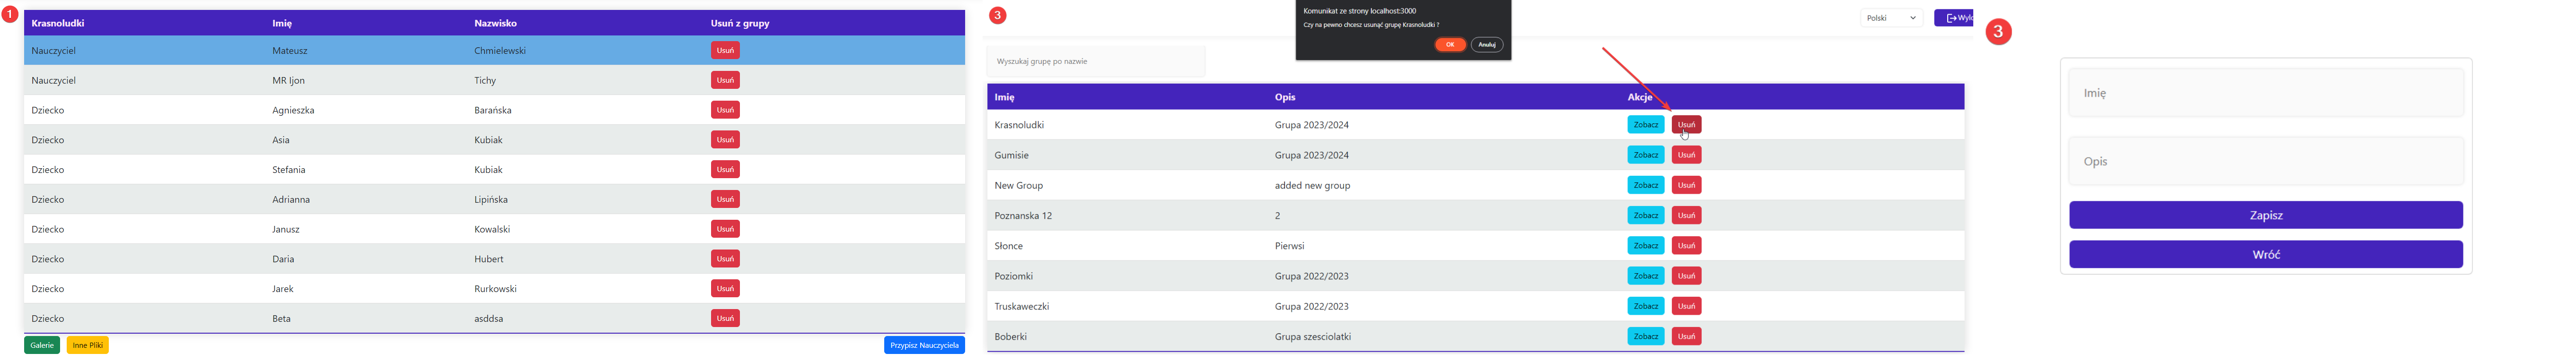 1
Krasnoludki Imię Nazwisko Usuń z grupy
Nauczyciel Mateusz Chmielewski Usuń
Nauczyciel MR Ijon Tichy Usuń
Dziecko Agnieszka Barańska Usuń
Dziecko Asia Kubiak Usuń
Dziecko Stefania Kubiak Usuń
Dziecko Adrianna Lipińska Usuń
Dziecko Janusz Kowalski Usuń
Dziecko Daria Hubert Usuń
Dziecko Jarek Rurkowski Usuń
Dziecko Beta asddsa Usuń
Galerie Inne Pliki Przypisz Nauczyciela
3
Komunikat ze strony localhost:3000
Czy na pewno chcesz usunąć grupę Krasnoludki ?
OK Anuluj
Polski Wylo
Wyszukaj grupę po nazwie
Imię Opis Akcje
Krasnoludki Grupa 2023/2024 Zobacz Usuń
Gumisie Grupa 2023/2024 Zobacz Usuń
New Group added new group Zobacz Usuń
Poznanska 12 2 Zobacz Usuń
Słonce Pierwsi Zobacz Usuń
Poziomki Grupa 2022/2023 Zobacz Usuń
Truskaweczki Grupa 2022/2023 Zobacz Usuń
Boberki Grupa szesciolatki Zobacz Usuń
3
Imię
Opis
Zapisz
Wróć